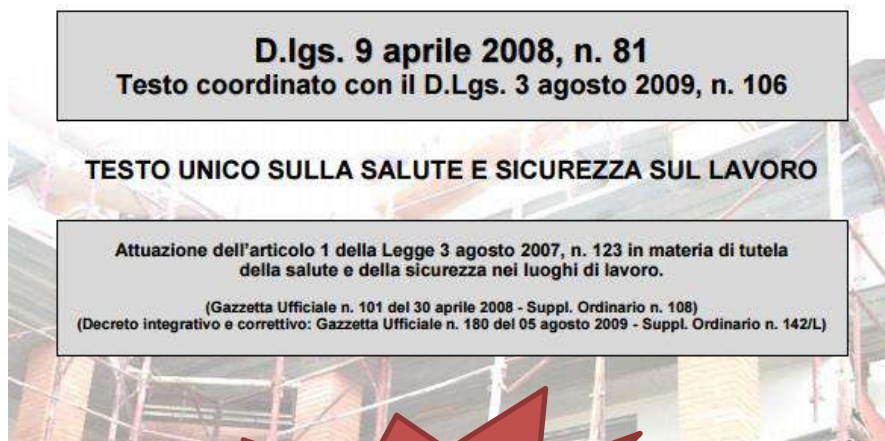 D.lgs. 9 aprile 2008, n. 81
Testo coordinato con il D.Lgs. 3 agosto 2009, n. 106
TESTO UNICO SULLA SALUTE E SICUREZZA SUL LAVORO
Attuazione dell'articolo 1 della Legge 3 agosto 2007, n. 123 in materia di tutela
della salute e della sicurezza nei luoghi di lavoro.
(Gazzetta Ufficiale n. 101 del 30 aprile 2008 - Suppl. Ordinario n. 108)
(Decreto integrativo e correttivo: Gazzetta Ufficiale n. 180 del 05 agosto 2009 - Suppl. Ordinario n. 142/L)